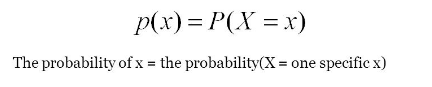 p(x) = P(X = x)
The probability of x = the probability(X = one specific x)